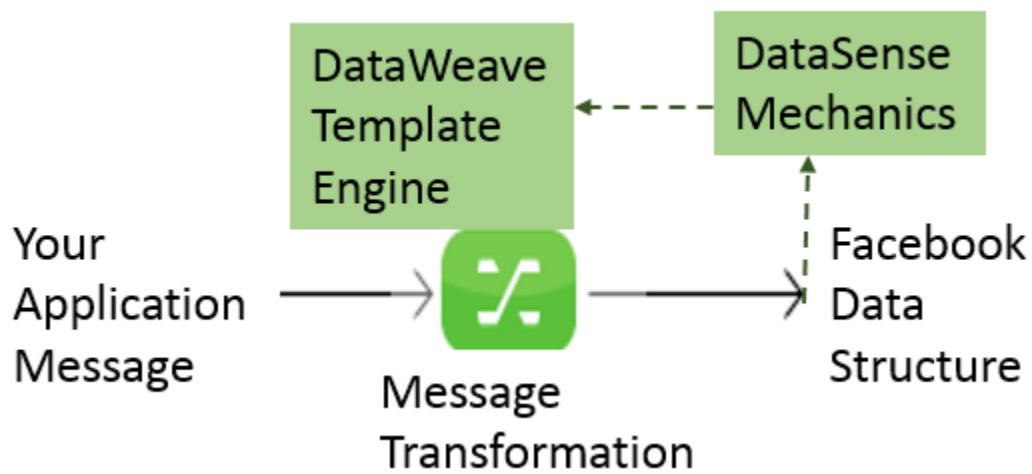 DataWeave
Template
Engine
DataSense
Mechanics
Your
Application
Message
Facebook
Data
Structure
Message
Transformation